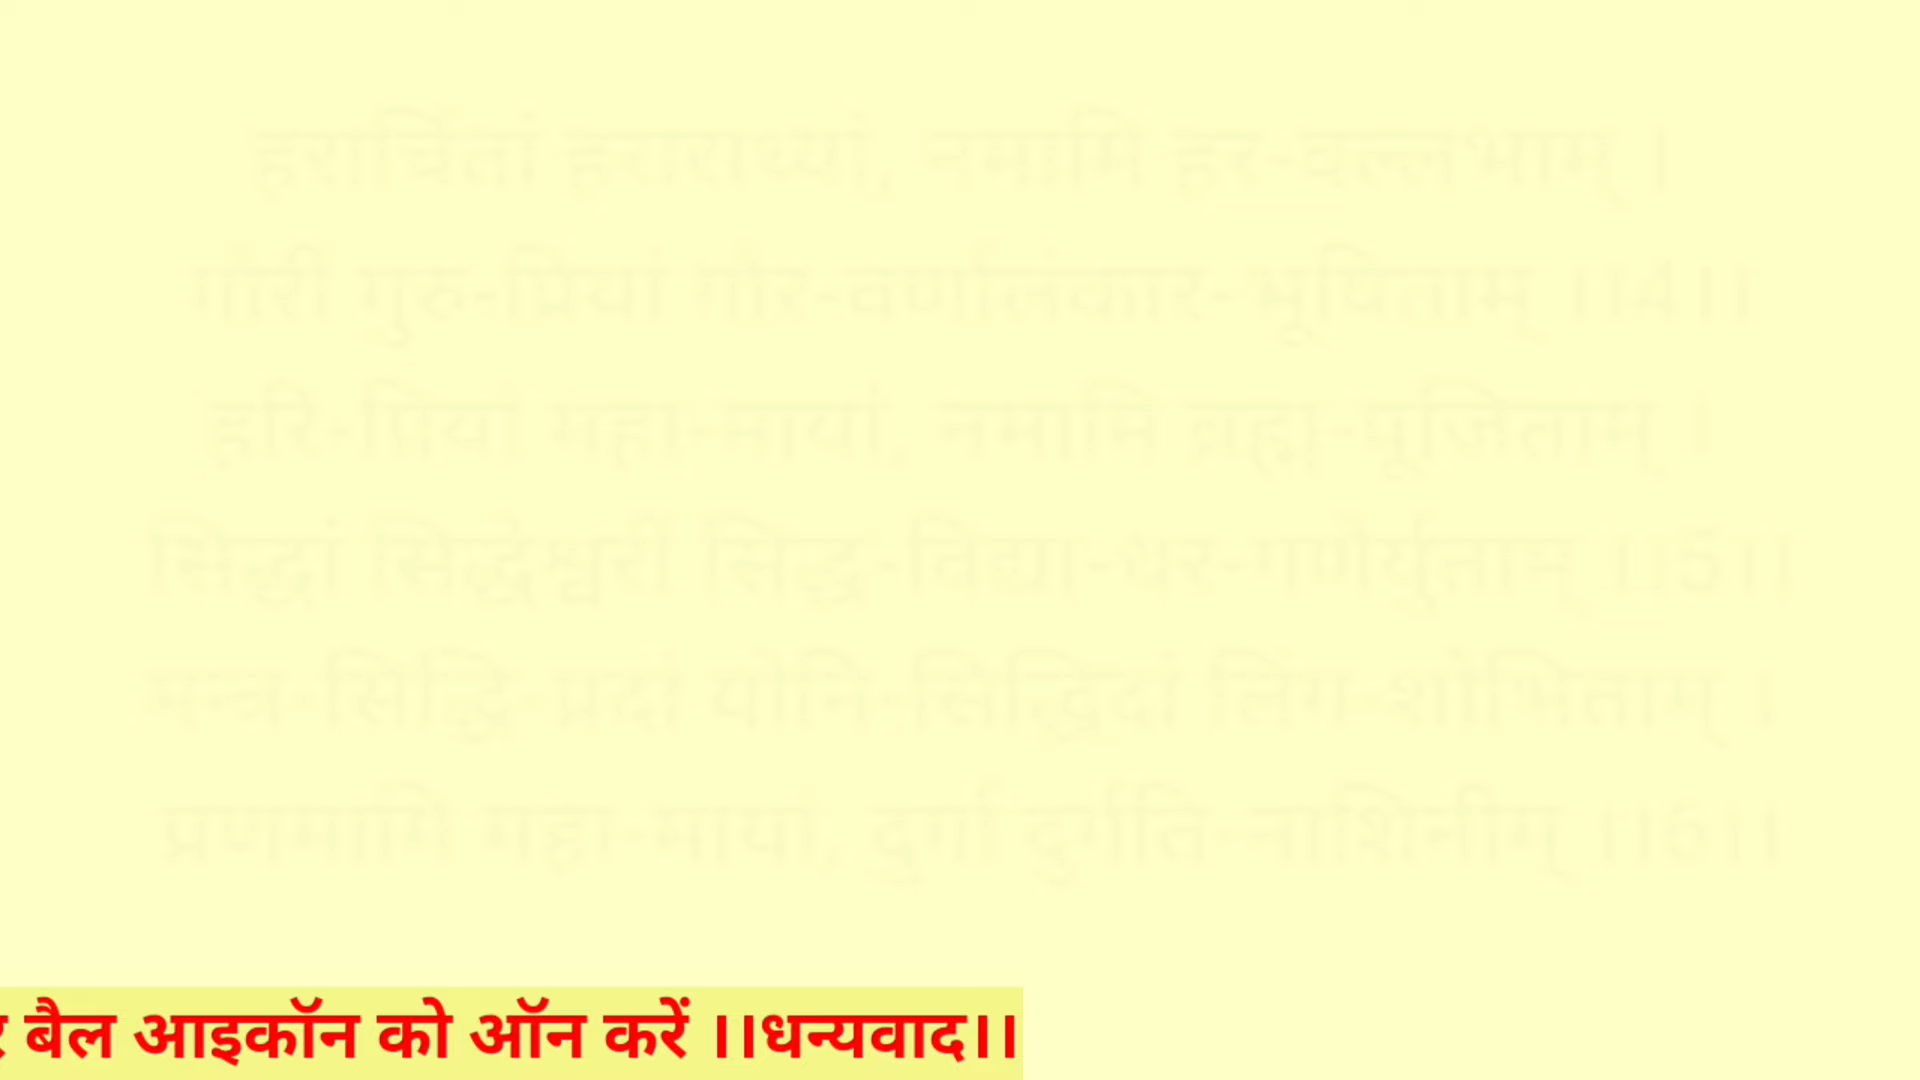 हरार्चितां हराराध्यां, नमामि हर-वल्लभाम् ।
गौरीं गुरु-प्रियां गौर-वर्णालंकार-भूषिताम् ।।4।।
हरि-प्रियां महा-मायां, नमामि ब्रह्म-पूजिताम् ।
सिद्धां सिद्धेश्वरीं सिद्ध-विद्या-धर-गणैर्युताम् ।।5।।
मन्त्र-सिद्धि-प्रदां योनि-सिद्धिदां लिंग-शोभिताम् ।
प्रणमामि महा-मायां, दुर्गा दुर्गति-नाशिनीम् ।।6।।
बैल आइकॉन को ऑन करें ।।धन्यवाद।।